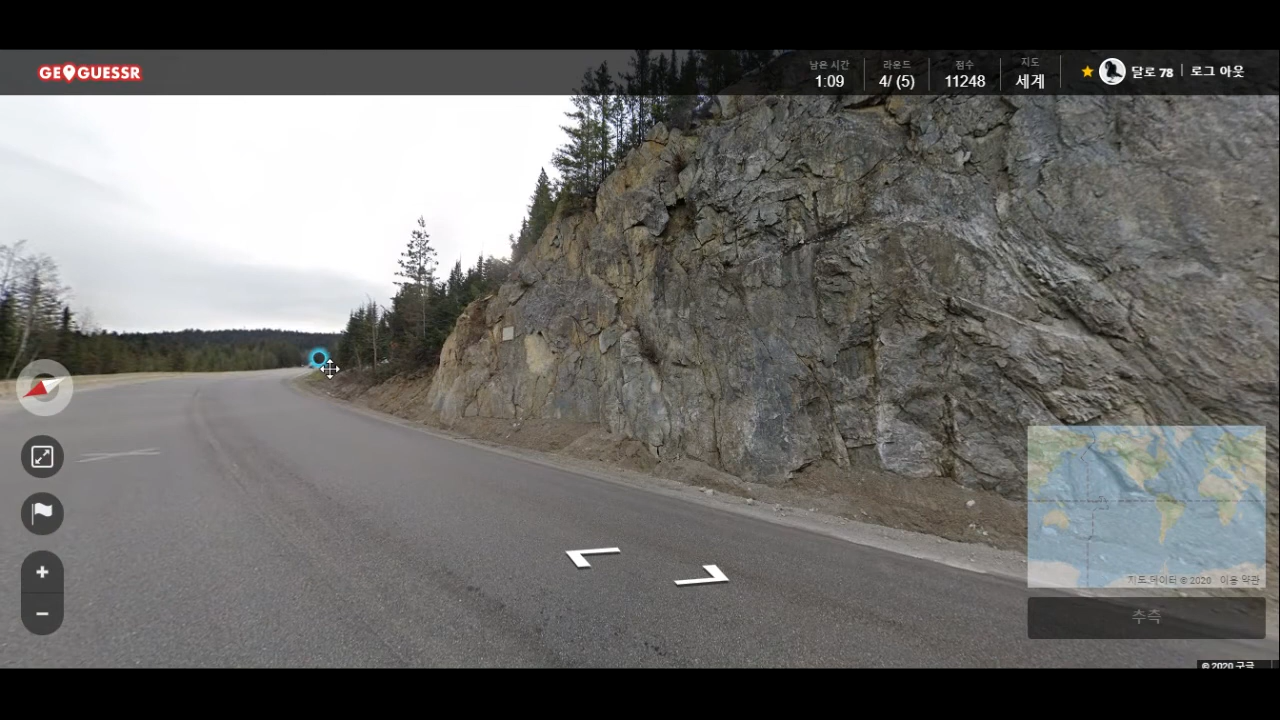 GEOGUESSR
남은 시간
1:09
라운드
4/ (5)
점수
11248
지도
세계
달로 78
로그 아웃
지도 데이터 © 2020
이용 약관
추측
© 2020 구글